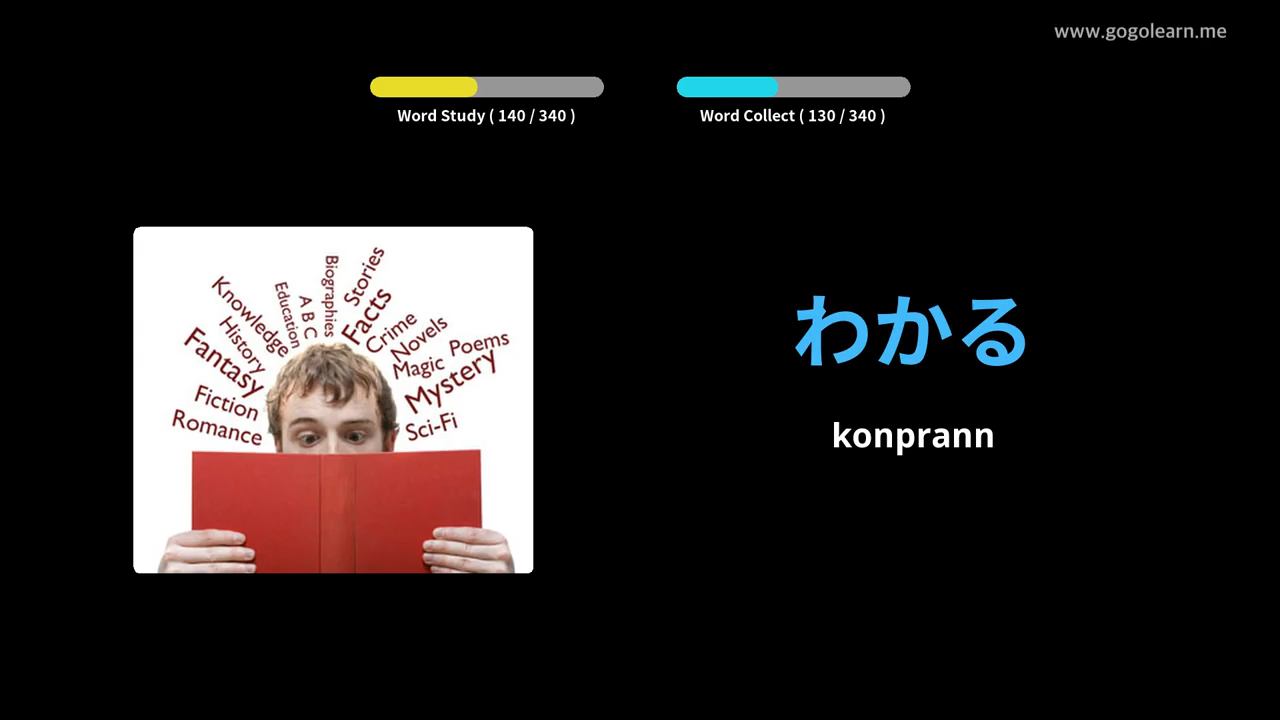 www.gogolearn.me
Word Study ( 140 / 340 )
Word Collect ( 130 / 340 )
Stories
Biographies
Facts
A B C
Education
Knowledge
Crime
Novels
History
Poems
Fantasy
Magic
Mystery
Fiction
Sci-Fi
Romance
わかる
konprann